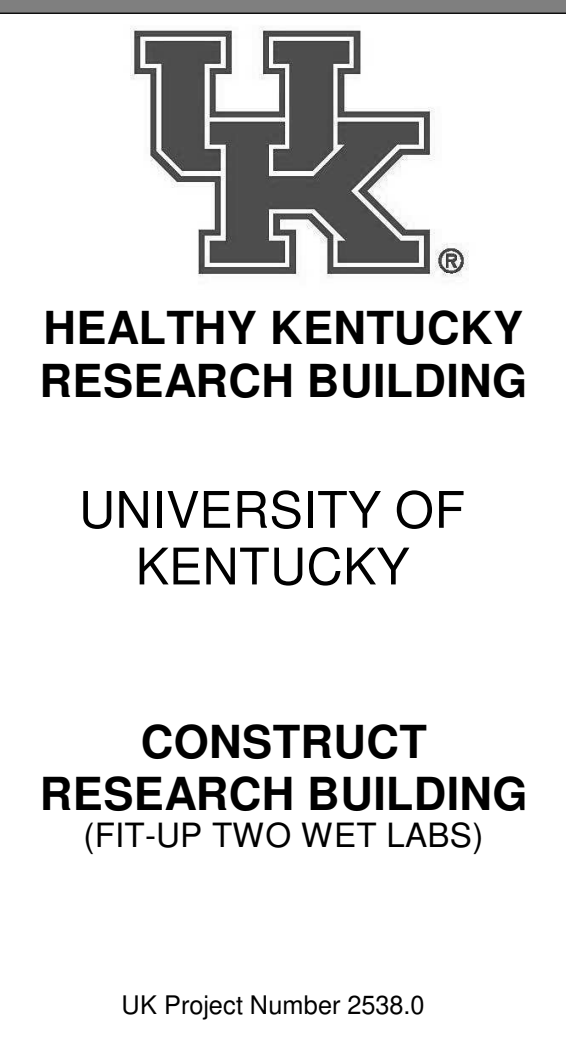 UK®
HEALTHY KENTUCKY
RESEARCH BUILDING
UNIVERSITY OF
KENTUCKY
CONSTRUCT
RESEARCH BUILDING
(FIT-UP TWO WET LABS)
UK Project Number 2538.0